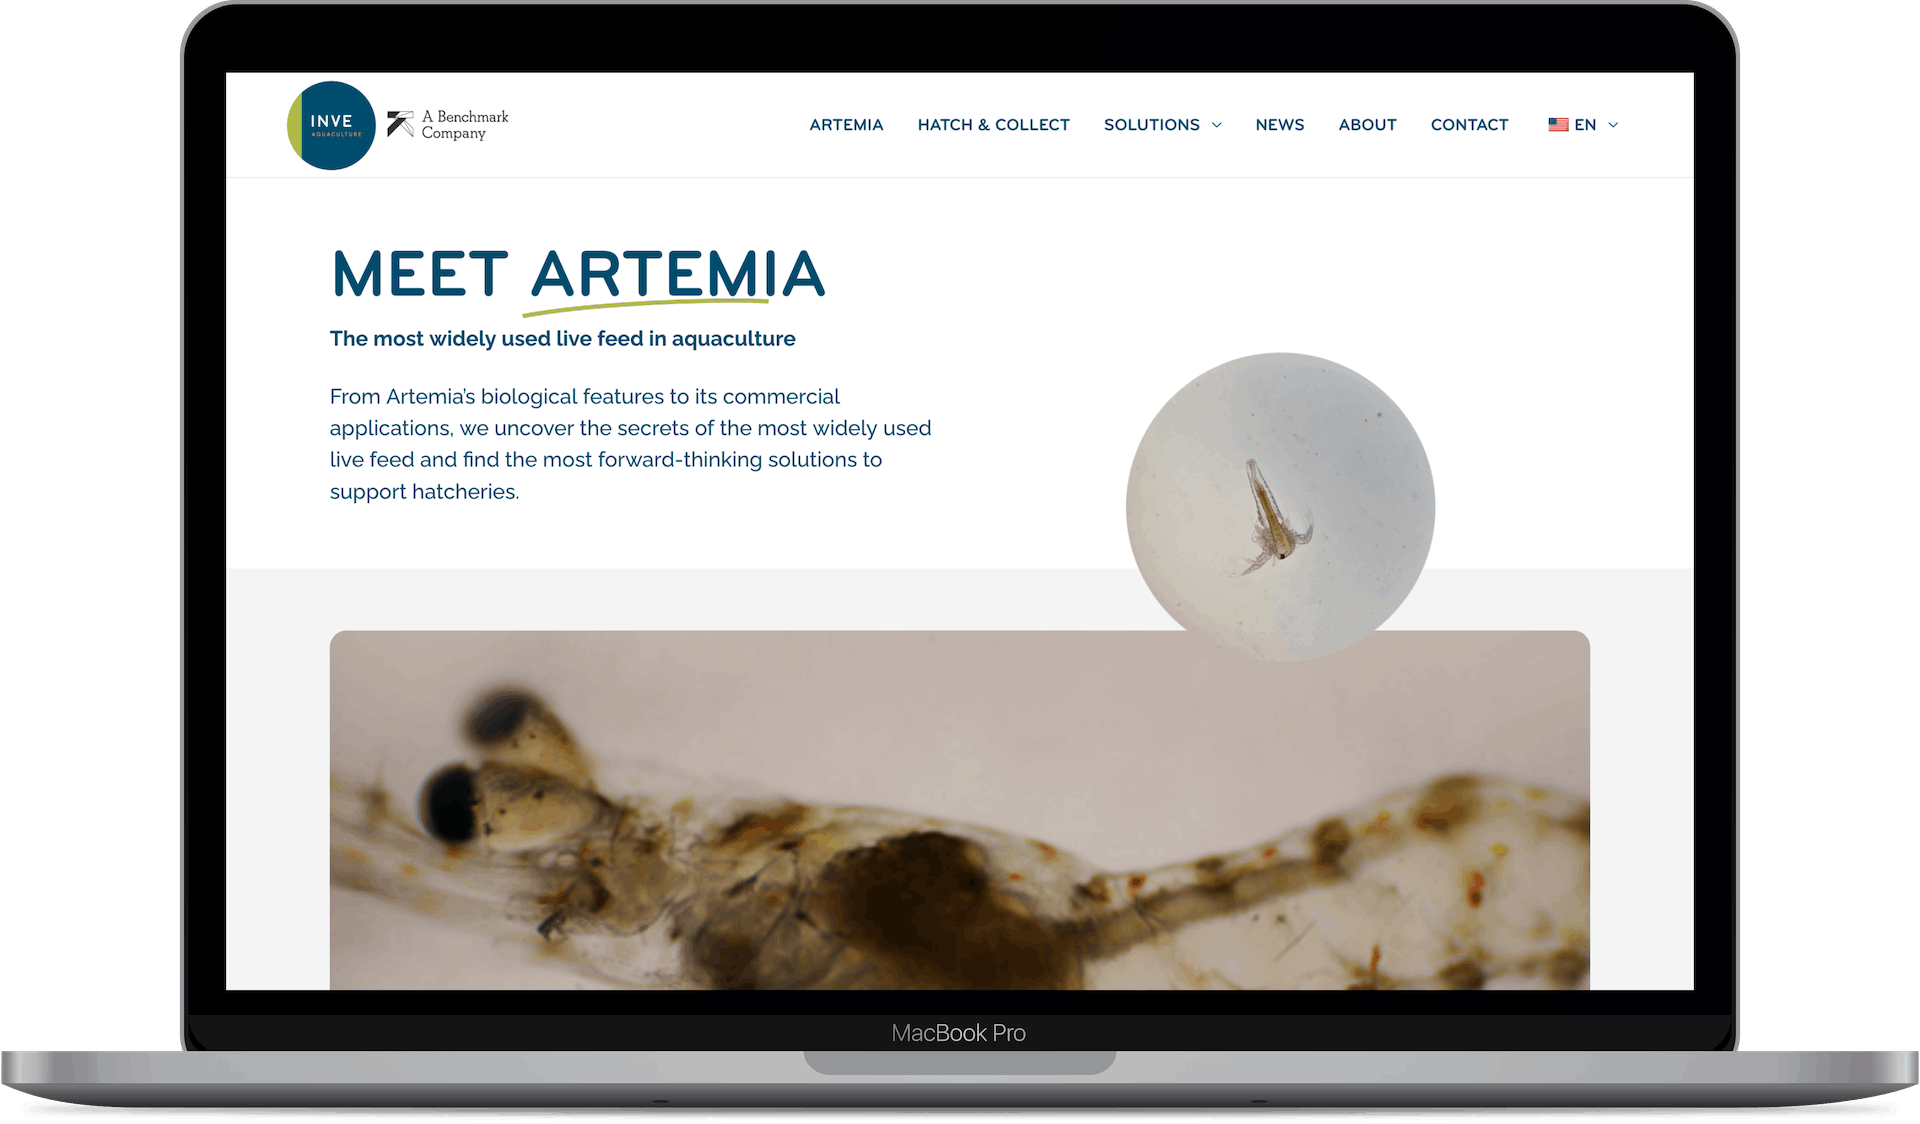 INVE
AQUACULTURE
A Benchmark
Company
ARTEMIA HATCH & COLLECT SOLUTIONS NEWS ABOUT CONTACT EN
MEET ARTEMIA
The most widely used live feed in aquaculture
From Artemia's biological features to its commercial
applications, we uncover the secrets of the most widely used
live feed and find the most forward-thinking solutions to
support hatcheries.
MacBook Pro